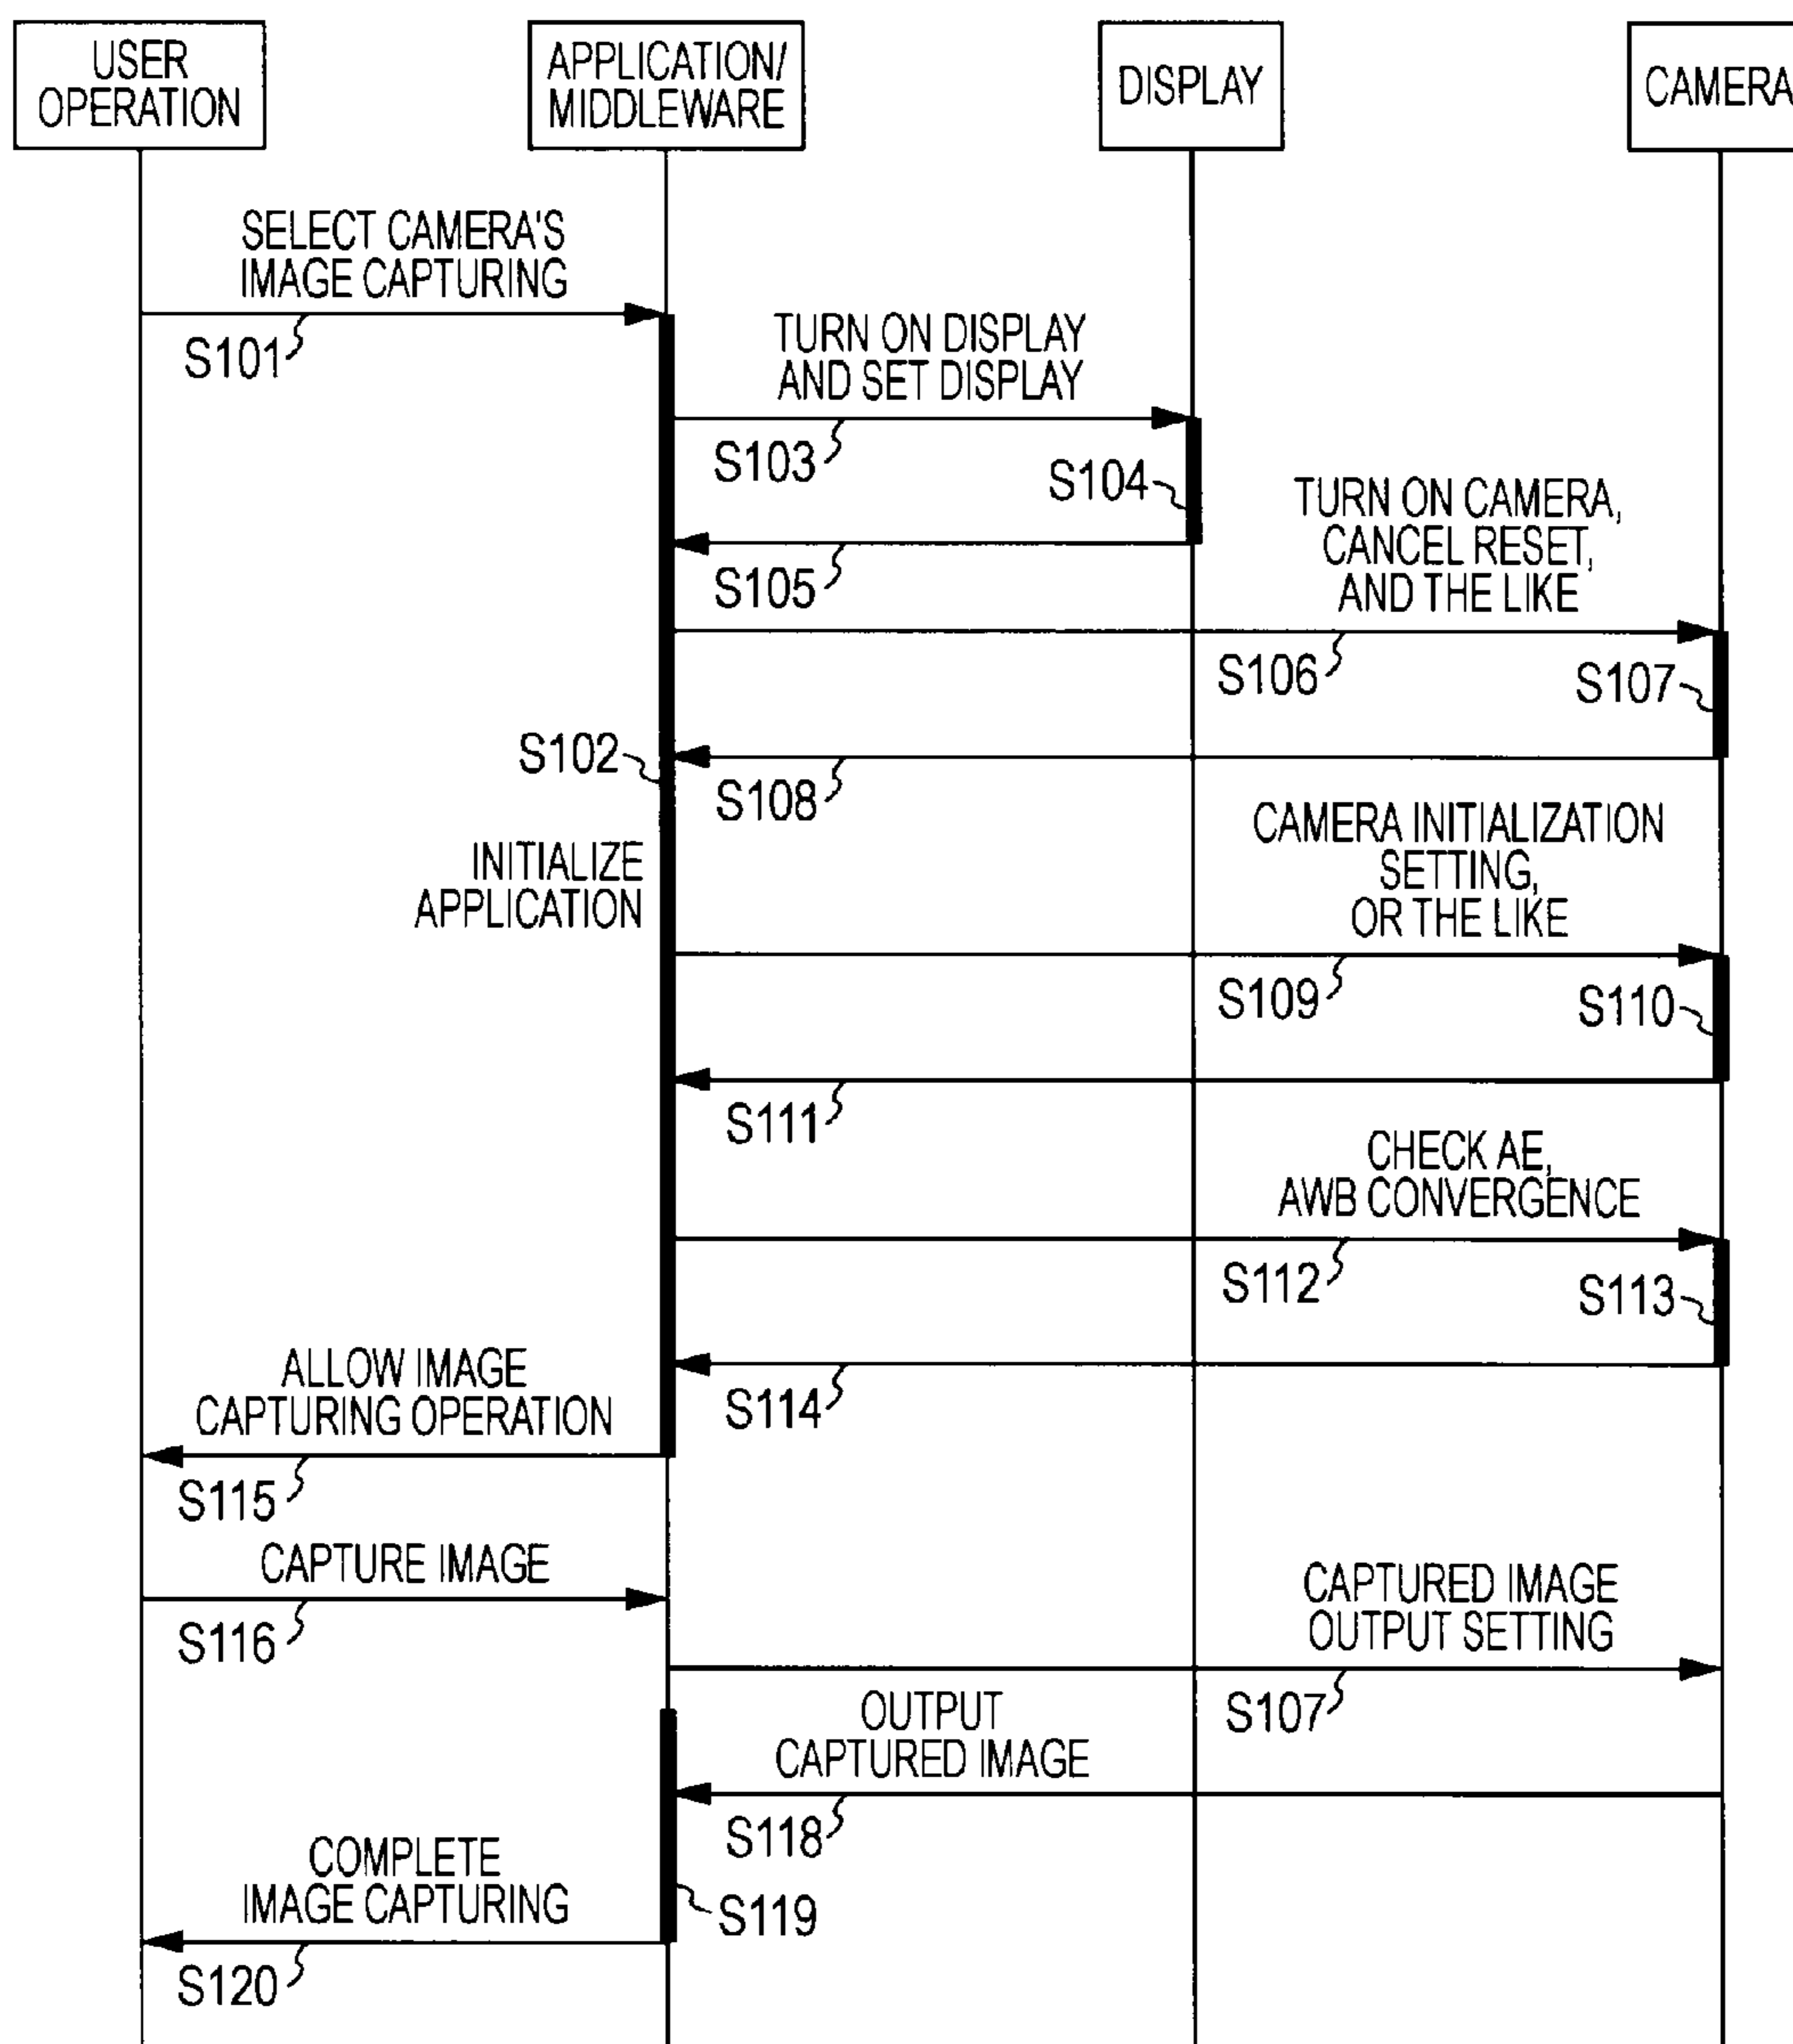 USER
OPERATION
APPLICATION/
MIDDLEWARE
DISPLAY
CAMERA
SELECT CAMERA'S
IMAGE CAPTURING
S101
TURN ON DISPLAY
AND SET DISPLAY
S103
S104
S105
TURN ON CAMERA,
CANCEL RESET,
AND THE LIKE
S106
S107
S102
S108
INITIALIZE
APPLICATION
CAMERA INITIALIZATION
SETTING,
OR THE LIKE
S109
S110
S111
CHECK AE,
AWB CONVERGENCE
S112
S113
S114
ALLOW IMAGE
CAPTURING OPERATION
S115
CAPTURE IMAGE
S116
CAPTURED IMAGE
OUTPUT SETTING
S107
OUTPUT
CAPTURED IMAGE
S118
COMPLETE
IMAGE CAPTURING
S119
S120